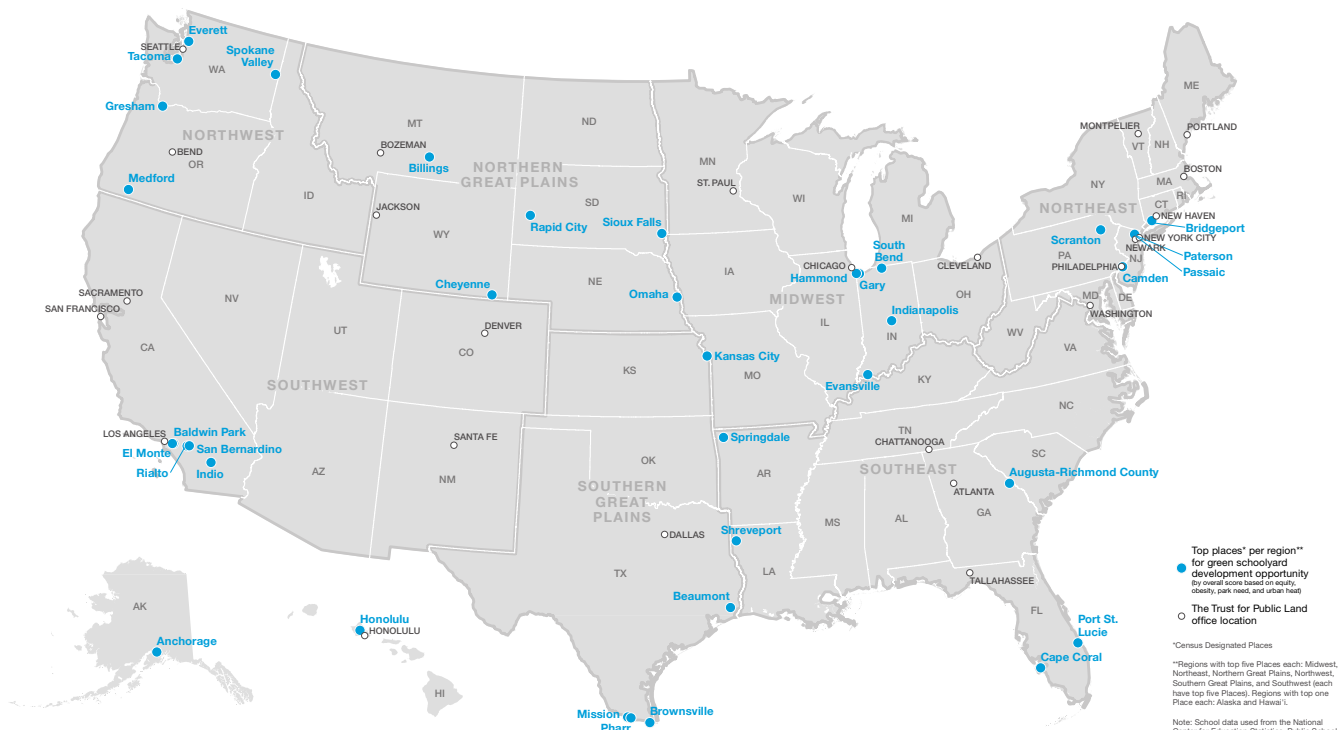 Everett
SEATTLE
Tacoma
Spokane
Valley
WA
Gresham
NORTHWEST
BEND
OR
Medford
ID
MT
BOZEMAN
Billings
NORTHERN
GREAT PLAINS
ND
SD
JACKSON
WY
Rapid City
Sioux Falls
Cheyenne
NE
Omaha
MN
ST. PAUL
WI
MI
IA
CHICAGO
Hammond
Gary
South
Bend
MIDWEST
IL
Indianapolis
IN
CLEVELAND
OH
Evansville
Kansas City
MO
KS
SACRAMENTO
SAN FRANCISCO
NV
CA
UT
DENVER
CO
SOUTHWEST
LOS ANGELES
Baldwin Park
El Monte
San Bernardino
Rialto
Indio
AZ
SANTA FE
NM
OK
SOUTHERN
GREAT
PLAINS
DALLAS
TX
Beaumont
Mission
Pharr
Brownsville
Springdale
AR
Shreveport
LA
KY
TN
CHATTANOOGA
SOUTHEAST
MS
AL
ATLANTA
GA
Augusta-Richmond County
SC
NC
VA
WV
TALLAHASSEE
FL
Port St.
Lucie
Cape Coral
ME
MONTPELIER
PORTLAND
VT
NH
BOSTON
NY
MA
RI
CT
NORTHEAST
NEW HAVEN
Bridgeport
Scranton
NEW YORK CITY
NEWARK
NJ
PA
Paterson
PHILADELPHIA
Passaic
Camden
MD
DE
WASHINGTON
AK
Anchorage
Honolulu
HONOLULU
HI
Top places* per region**
for green schoolyard
development opportunity
(by overall score based on equity,
obesity, park need, and urban heat)
The Trust for Public Land
office location
*Census Designated Places
**Regions with top five Places each: Midwest,
Northeast, Northern Great Plains, Northwest,
Southern Great Plains, and Southwest (each
have top five Places). Regions with top one
Place each: Alaska and Hawai'i.
Note: School data used from the National